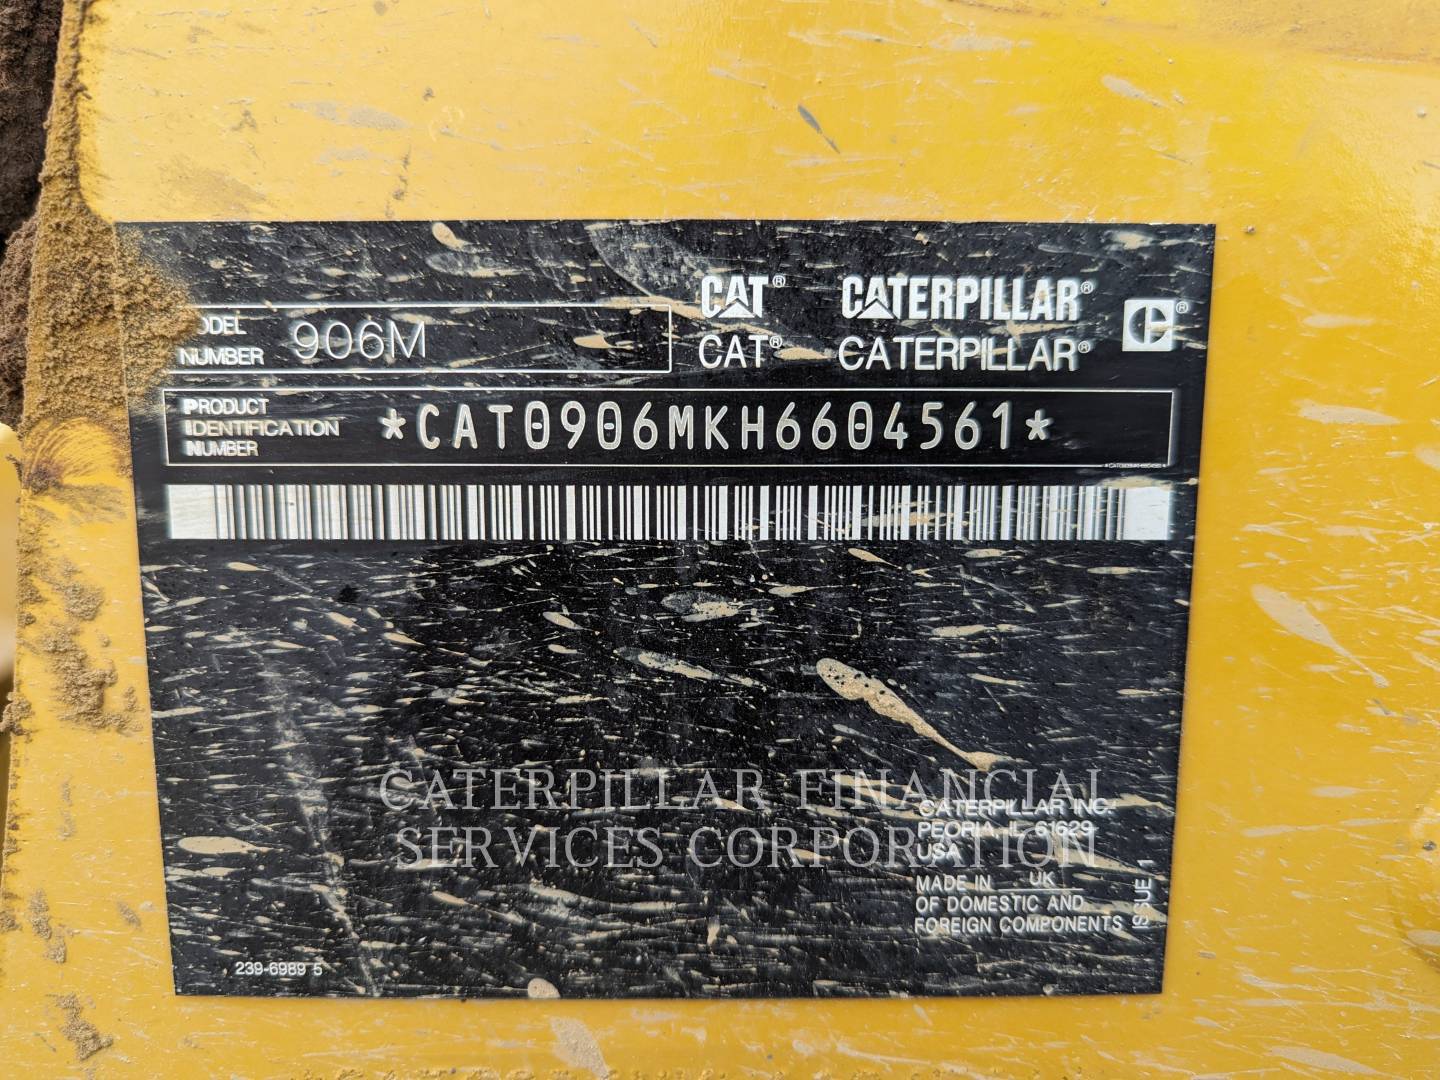 CAT® CATERPILLAR®
CAT® CATERPILLAR®
MODEL
NUMBER 906M
PRODUCT
IDENTIFICATION
NUMBER
*CAT0906MKH6604561*
*CAT0906MKH6604561*
CATERPILLAR FINANCIAL
SERVICES CORPORATION
CATERPILLAR INC.
PEORIA, IL 61629
USA
MADE IN UK
OF DOMESTIC AND
FOREIGN COMPONENTS
ISSUE 1
239-6989 5